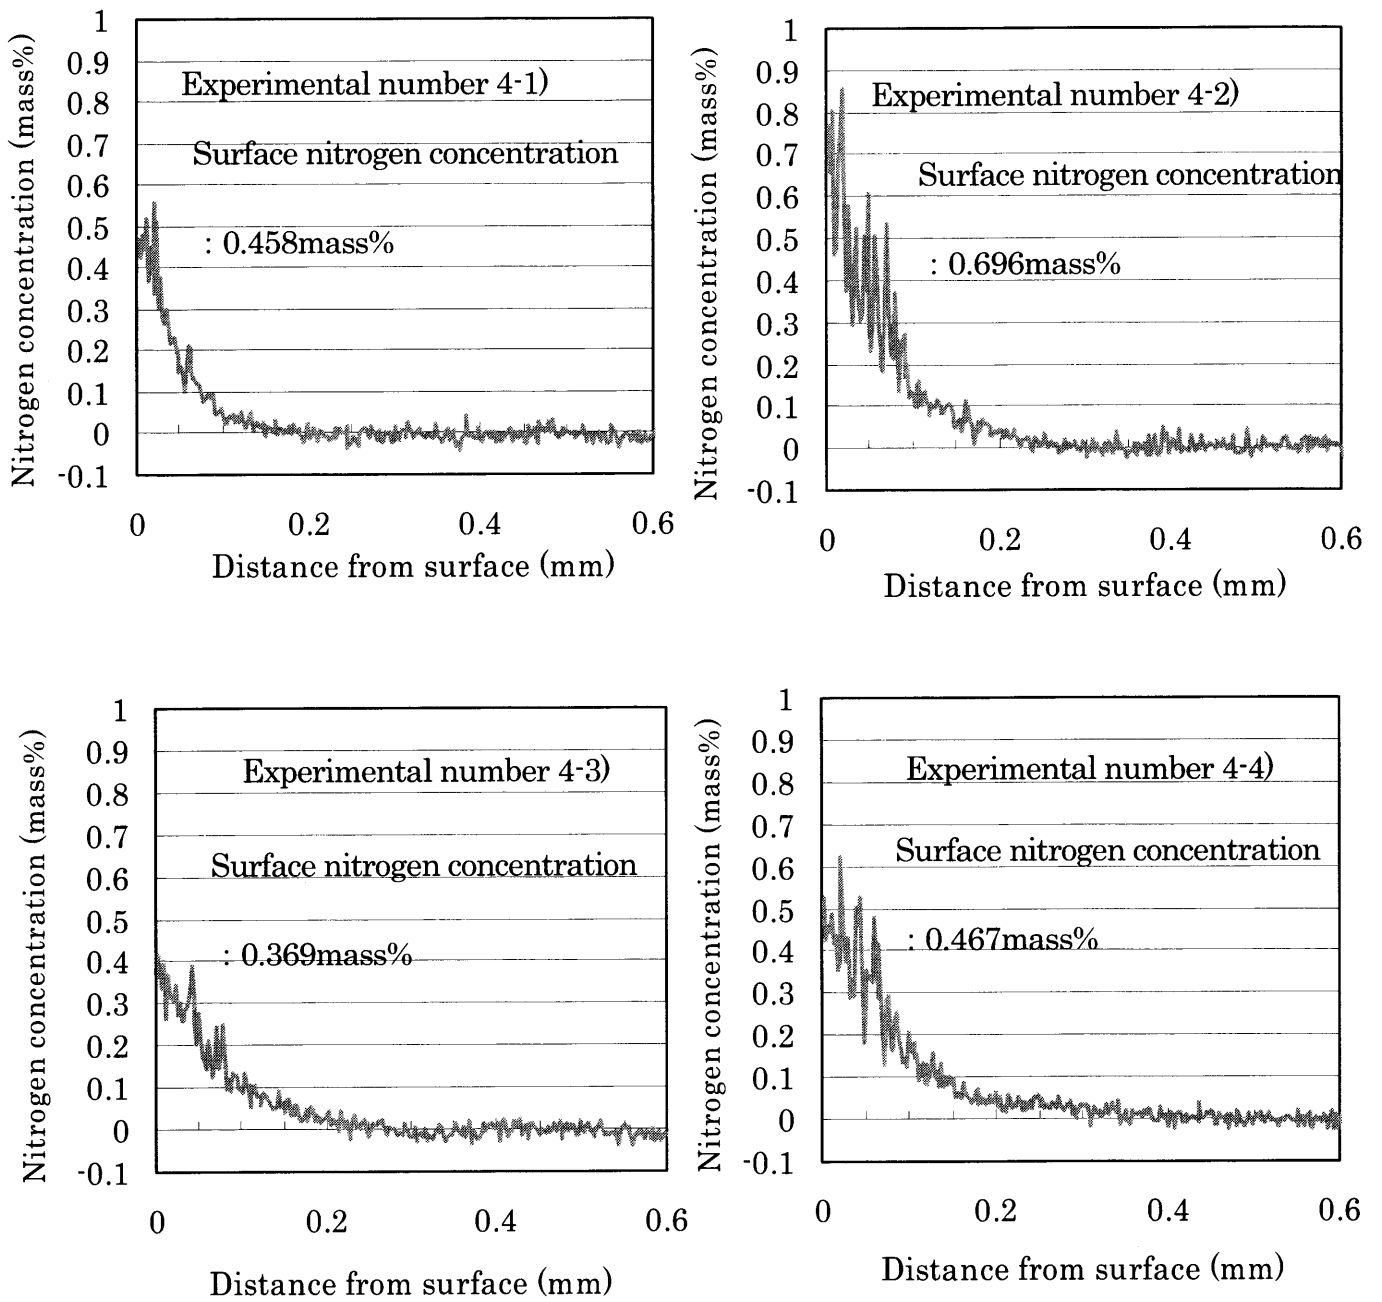 Nitrogen concentration (mass%)
1
0.9
0.8
0.7
0.6
0.5
0.4
0.3
0.2
0.1
0
-0.1
Experimental number 4-1)
Surface nitrogen concentration
: 0.458mass%
0 0.2 0.4 0.6
Distance from surface (mm)
Nitrogen concentration (mass%)
1
0.9
0.8
0.7
0.6
0.5
0.4
0.3
0.2
0.1
0
-0.1
Experimental number 4-2)
Surface nitrogen concentration
: 0.696mass%
0 0.2 0.4 0.6
Distance from surface (mm)
Nitrogen concentration (mass%)
1
0.9
0.8
0.7
0.6
0.5
0.4
0.3
0.2
0.1
0
-0.1
Experimental number 4-3)
Surface nitrogen concentration
: 0.369mass%
0 0.2 0.4 0.6
Distance from surface (mm)
Nitrogen concentration (mass%)
1
0.9
0.8
0.7
0.6
0.5
0.4
0.3
0.2
0.1
0
-0.1
Experimental number 4-4)
Surface nitrogen concentration
: 0.467mass%
0 0.2 0.4 0.6
Distance from surface (mm)